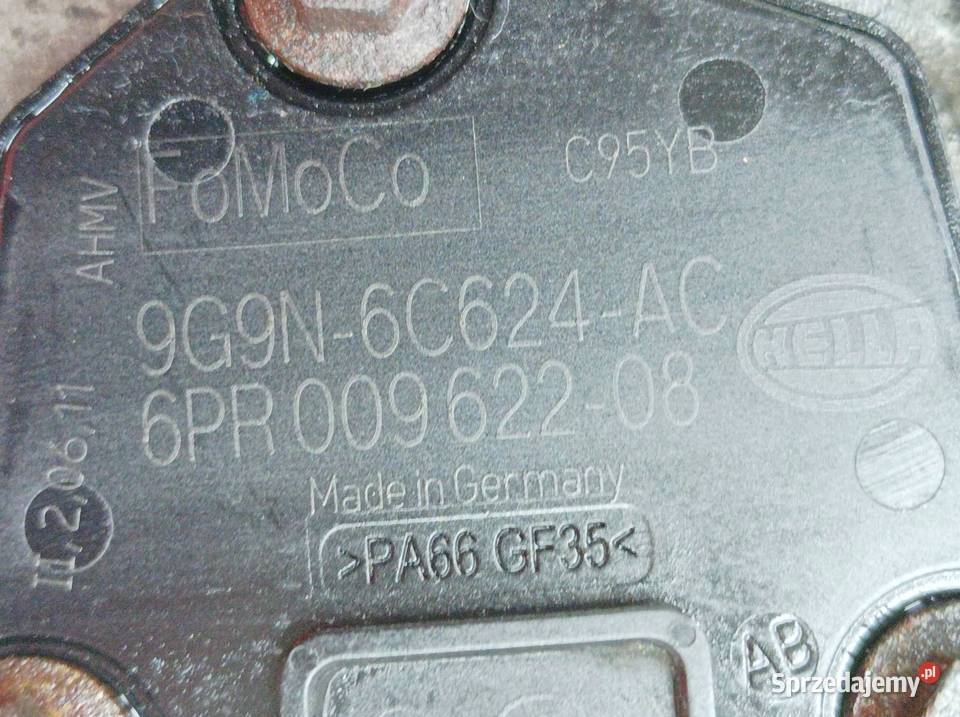 FoMoCo
C95YB
AHMV
9G9N-6C624-AC
HELLA
6PR 009 622-08
II, 2, 06, 11
Made in Germany
>PA66 GF35<
AB
Sprzedajemy.pl